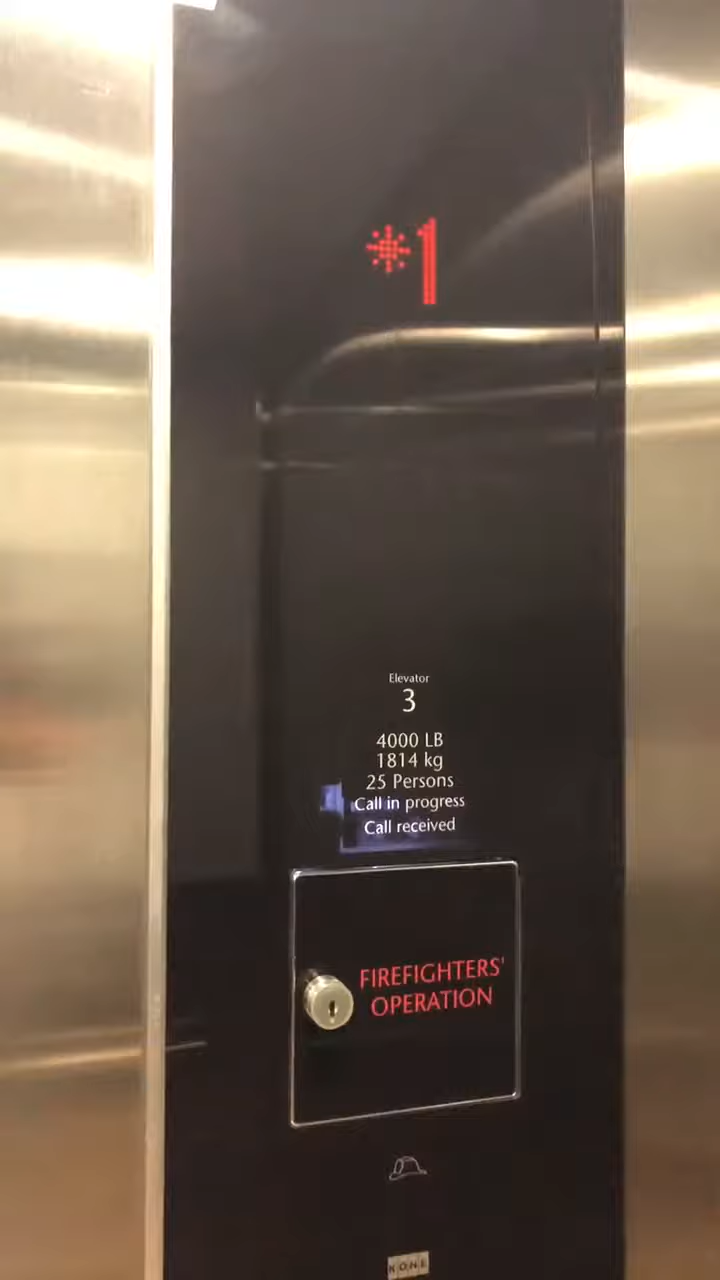 *1
Elevator
3
4000 LB
1814 kg
25 Persons
Call in progress
Call received
FIREFIGHTERS'
OPERATION
KONE